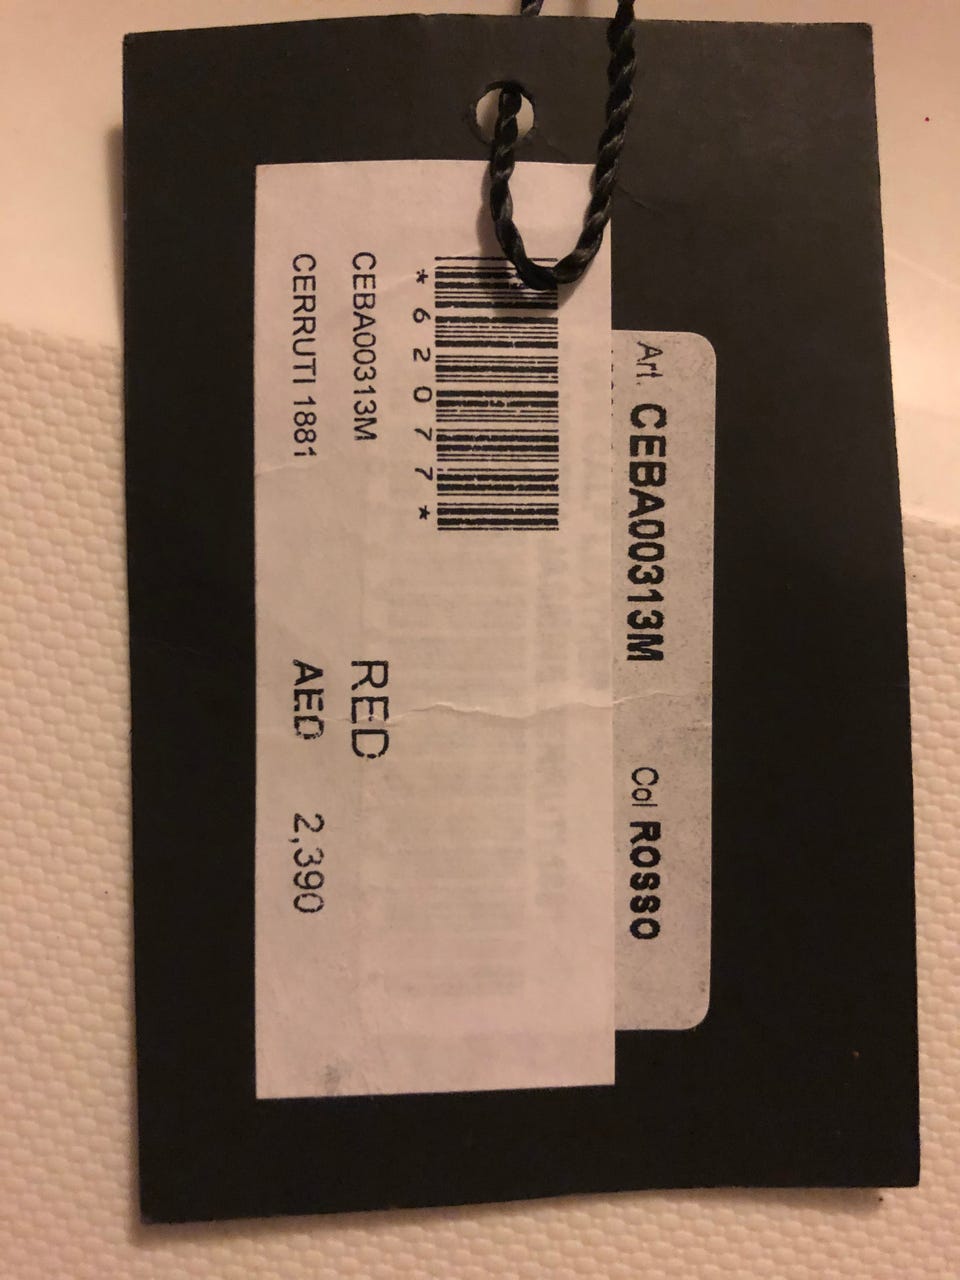 Art. CEBA00313M Col ROSSO
*62077*
CEBA00313M RED
CERRUTI 1881 AED 2,390